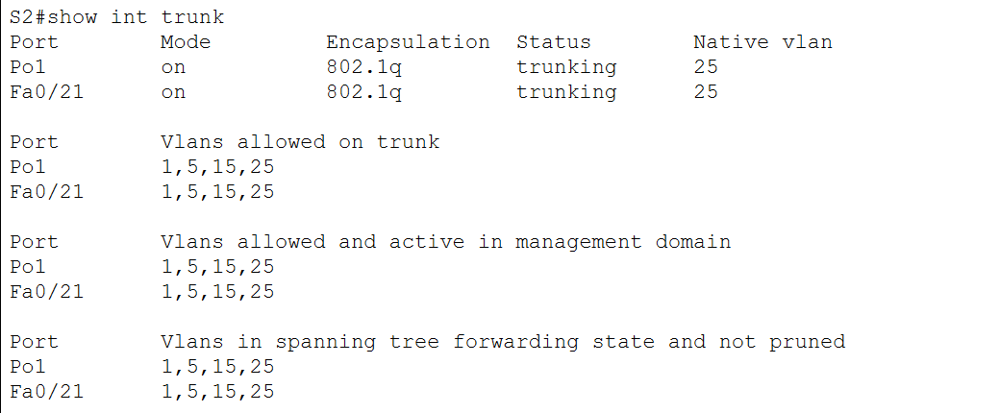 S2#show int trunk
Port Mode Encapsulation Status Native vlan
Po1 on 802.1q trunking 25
Fa0/21 on 802.1q trunking 25
Port Vlans allowed on trunk
Po1 1,5,15,25
Fa0/21 1,5,15,25
Port Vlans allowed and active in management domain
Po1 1,5,15,25
Fa0/21 1,5,15,25
Port Vlans in spanning tree forwarding state and not pruned
Po1 1,5,15,25
Fa0/21 1,5,15,25